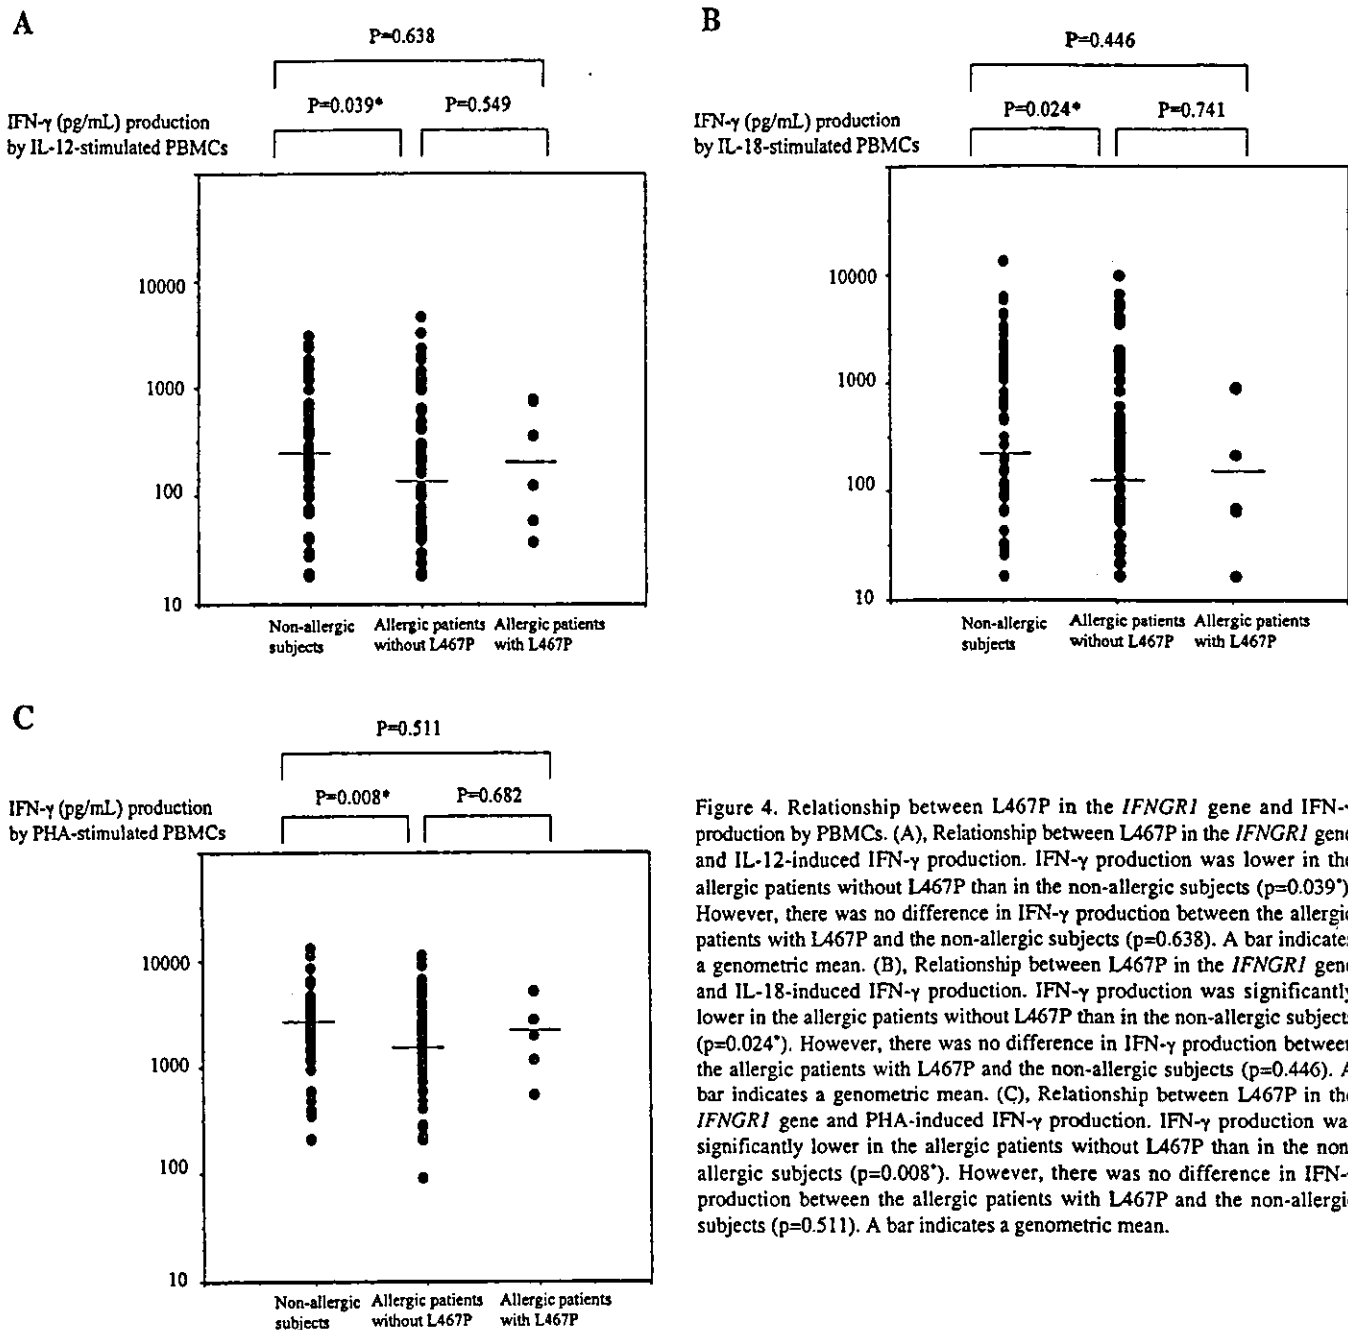 A
P=0.638
P=0.039*
P=0.549
IFN-γ (pg/mL) production
by IL-12-stimulated PBMCs
10000
1000
100
10
Non-allergic
subjects
Allergic patients
without L467P
Allergic patients
with L467P
B
P=0.446
P=0.024*
P=0.741
IFN-γ (pg/mL) production
by IL-18-stimulated PBMCs
10000
1000
100
10
Non-allergic
subjects
Allergic patients
without L467P
Allergic patients
with L467P
C
P=0.511
P=0.008*
P=0.682
IFN-γ (pg/mL) production
by PHA-stimulated PBMCs
10000
1000
100
10
Non-allergic
subjects
Allergic patients
without L467P
Allergic patients
with L467P
Figure 4. Relationship between L467P in the IFNGR1 gene and IFN-γ
production by PBMCs. (A), Relationship between L467P in the IFNGR1 gene
and IL-12-induced IFN-γ production. IFN-γ production was lower in the
allergic patients without L467P than in the non-allergic subjects (p=0.039*)
However, there was no difference in IFN-γ production between the allergic
patients with L467P and the non-allergic subjects (p=0.638). A bar indicates
a genometric mean. (B), Relationship between L467P in the IFNGR1 gene
and IL-18-induced IFN-γ production. IFN-γ production was significantly
lower in the allergic patients without L467P than in the non-allergic subjects
(p=0.024*). However, there was no difference in IFN-γ production between
the allergic patients with L467P and the non-allergic subjects (p=0.446). A
bar indicates a genometric mean. (C), Relationship between L467P in the
IFNGR1 gene and PHA-induced IFN-γ production. IFN-γ production wa
significantly lower in the allergic patients without L467P than in the non
allergic subjects (p=0.008*). However, there was no difference in IFN-γ
production between the allergic patients with L467P and the non-allergic
subjects (p=0.511). A bar indicates a genometric mean.